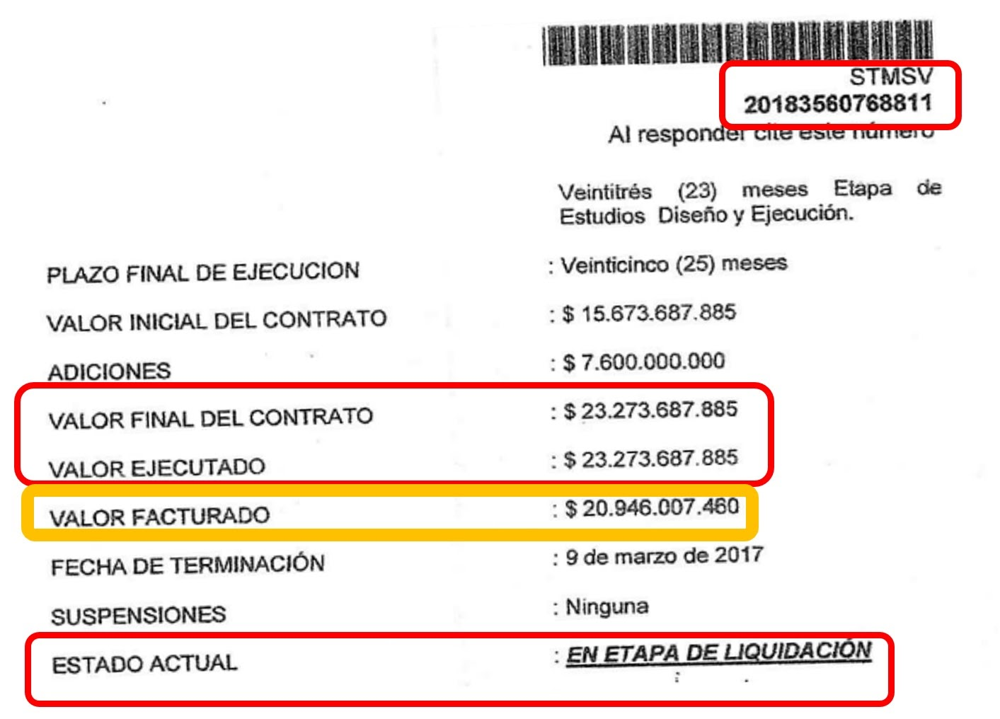 STMSV
20183560768811
Al responder cite este número
Veintitrés (23) meses Etapa de
Estudios Diseño y Ejecución.
PLAZO FINAL DE EJECUCION : Veinticinco (25) meses
VALOR INICIAL DEL CONTRATO : $ 15.673.687.885
ADICIONES : $ 7.600.000.000
VALOR FINAL DEL CONTRATO : $ 23.273.687.885
VALOR EJECUTADO : $ 23.273.687.885
VALOR FACTURADO : $ 20.946.007.460
FECHA DE TERMINACIÓN : 9 de marzo de 2017
SUSPENSIONES : Ninguna
ESTADO ACTUAL : EN ETAPA DE LIQUIDACIÓN